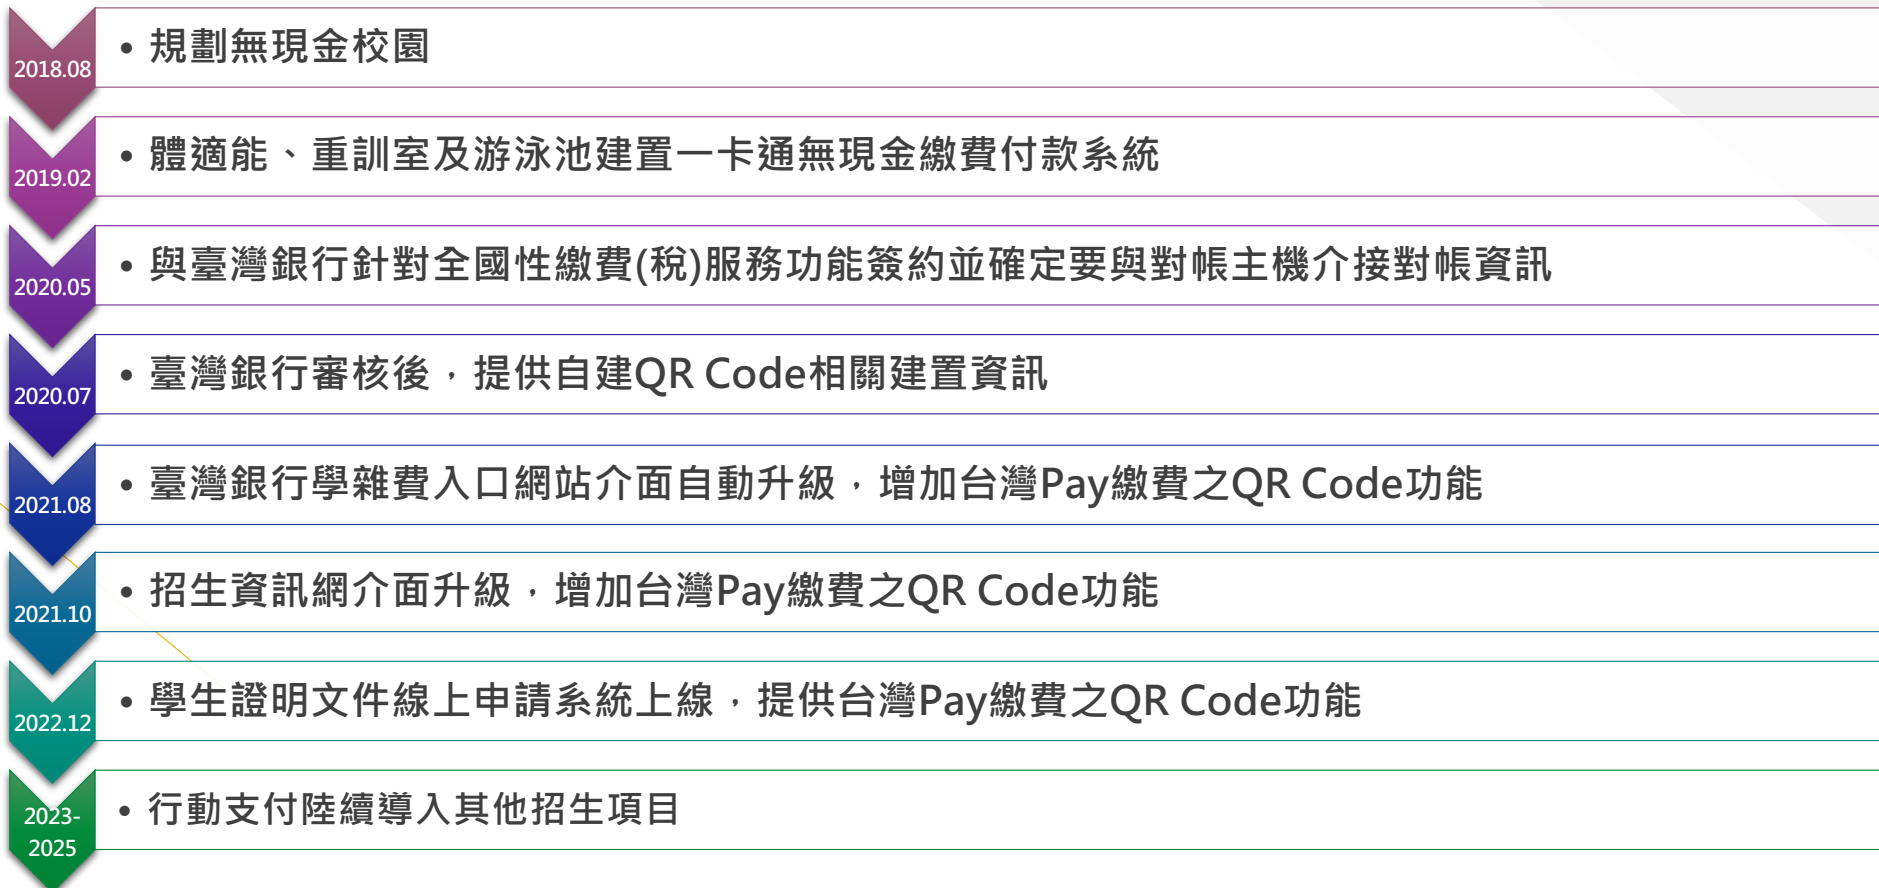 2018.08
• 規劃無現金校園
2019.02
• 體適能、重訓室及游泳池建置一卡通無現金繳費付款系統
2020.05
• 與臺灣銀行針對全國性繳費(稅)服務功能簽約並確定要與對帳主機介接對帳資訊
2020.07
• 臺灣銀行審核後，提供自建QR Code相關建置資訊
2021.08
• 臺灣銀行學雜費入口網站介面自動升級，增加台灣Pay繳費之QR Code功能
2021.10
• 招生資訊網介面升級，增加台灣Pay繳費之QR Code功能
2022.12
• 學生證明文件線上申請系統上線，提供台灣Pay繳費之QR Code功能
2023-
2025
• 行動支付陸續導入其他招生項目